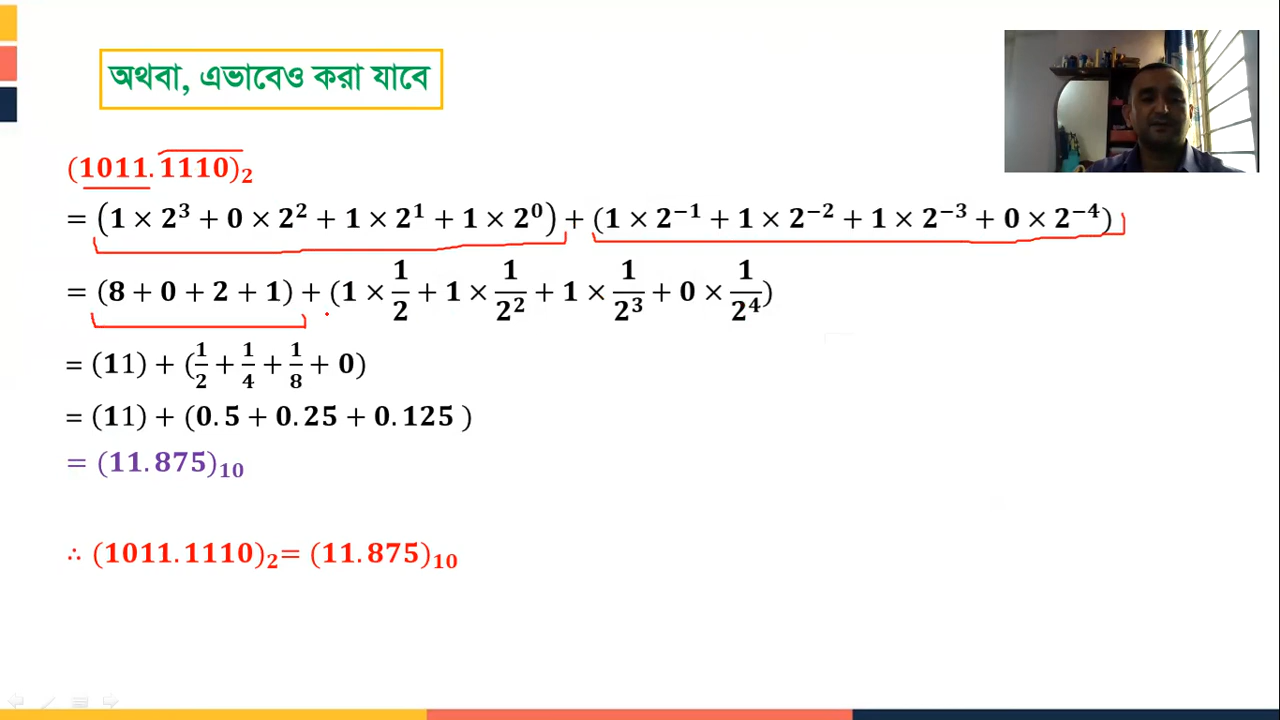 অথবা, এভাবেও করা যাবে
(1011.1110)₂
= (1 × 2³ + 0 × 2² + 1 × 2¹ + 1 × 2⁰) + (1 × 2⁻¹ + 1 × 2⁻² + 1 × 2⁻³ + 0 × 2⁻⁴)
= (8 + 0 + 2 + 1) + (1 × 1/2 + 1 × 1/2² + 1 × 1/2³ + 0 × 1/2⁴)
= (11) + (1/2 + 1/4 + 1/8 + 0)
= (11) + (0.5 + 0.25 + 0.125 )
= (11.875)₁₀
∴ (1011.1110)₂= (11.875)₁₀